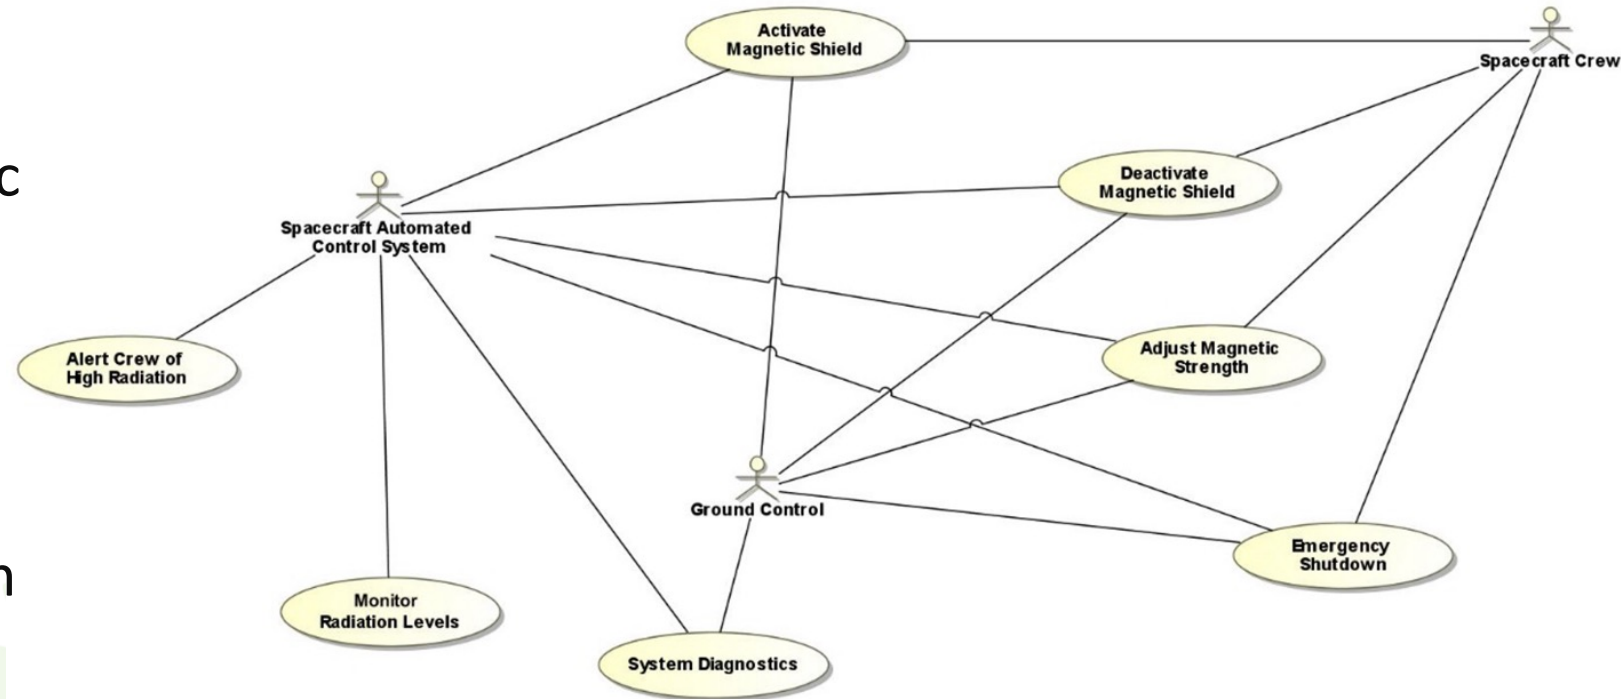 Activate
Magnetic Shield
Spacecraft Crew
c
Deactivate
Magnetic Shield
Spacecraft Automated
Control System
Alert Crew of
High Radiation
Adjust Magnetic
Strength
Ground Control
Emergency
Shutdown
n
Monitor
Radiation Levels
System Diagnostics